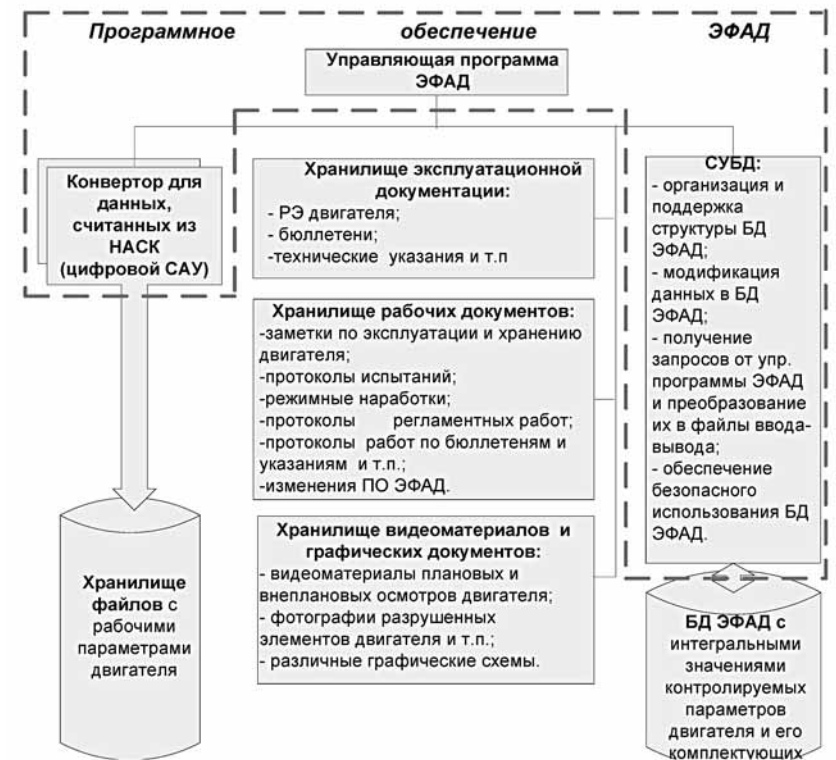 Программное обеспечение ЭФАД
Управляющая программа
ЭФАД
Конвертор для
данных,
считанных из
НАСК
(цифровой САУ)
Хранилище
файлов с
рабочими
параметрами
двигателя
Хранилище эксплуатационной
документации:
- РЭ двигателя;
- бюллетени;
-технические указания и т.п
Хранилище рабочих документов:
-заметки по эксплуатации и хранению
двигателя;
-протоколы испытаний;
-режимные наработки;
-протоколы регламентных работ;
-протоколы работ по бюллетеням и
указаниям и т.п.;
-изменения ПО ЭФАД.
Хранилище видеоматериалов и
графических документов:
- видеоматериалы плановых и
внеплановых осмотров двигателя;
- фотографии разрушенных
элементов двигателя и т.п.;
- различные графические схемы.
СУБД:
- организация и
поддержка
структуры БД
ЭФАД;
- модификация
данных в БД
ЭФАД;
- получение
запросов от упр.
программы ЭФАД
и преобразование
их в файлы ввода-
вывода;
- обеспечение
безопасного
использования БД
ЭФАД.
БД ЭФАД с
интегральными
значениями
контролируемых
параметров
двигателя и его
комплектующих